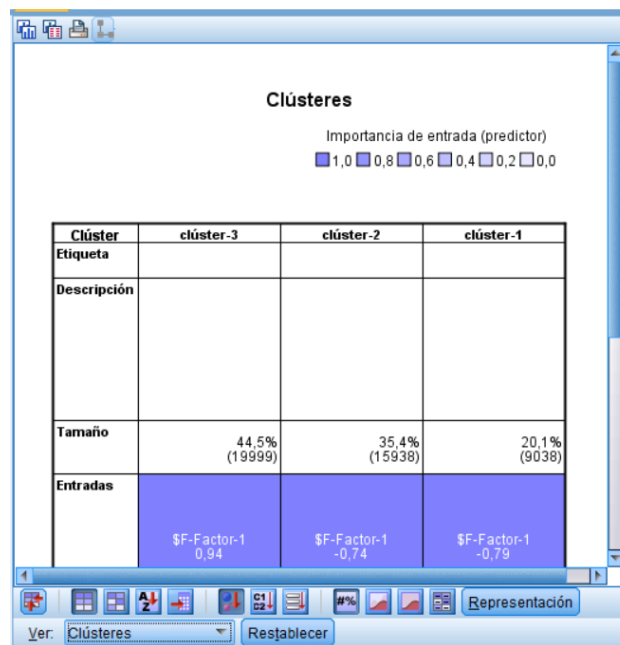 Clústeres
Importancia de entrada (predictor)
1,0 0,8 0,6 0,4 0,2 0,0
Clúster clúster-3 clúster-2 clúster-1
Etiqueta
Descripción
Tamaño
44,5% 35,4% 20,1%
(19999) (15938) (9038)
Entradas
$F-Factor-1 $F-Factor-1 $F-Factor-1
0,94 -0,74 -0,79
A Z C1 C2 #% Representación
Ver: Clústeres Restablecer